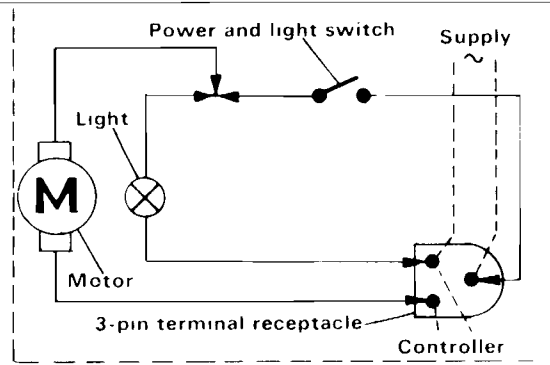 Power and light switch
Supply
~
Light
M
Motor
3-pin terminal receptacle
Controller